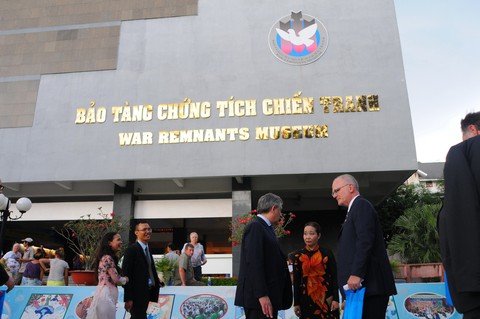 BẢO TÀNG CHỨNG TÍCH CHIẾN TRANH
WAR REMNANTS MUSEUM